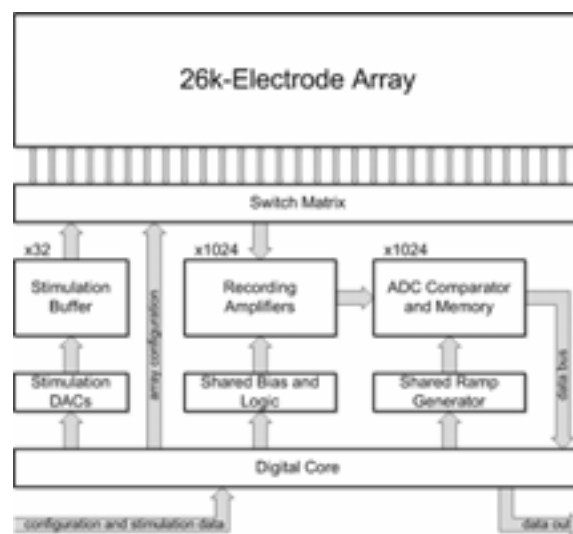 26k-Electrode Array
Switch Matrix
x32
x1024
x1024
Stimulation
Buffer
array configuration
Recording
Amplifiers
ADC Comparator
and Memory
Stimulation
DACs
Shared Bias and
Logic
Shared Ramp
Generator
data bus
Digital Core
configuration and stimulation data
data out